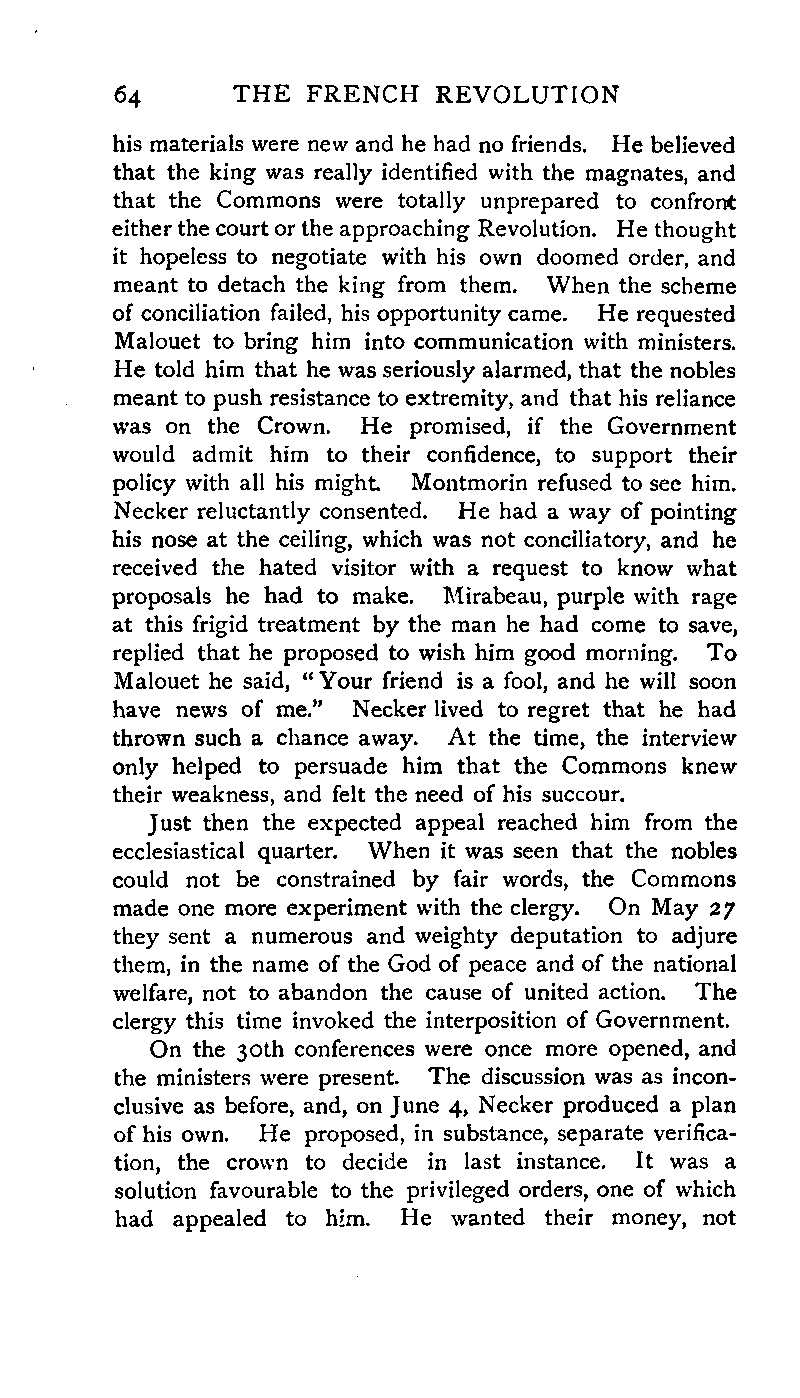 64 THE FRENCH REVOLUTION
his materials were new and he had no friends. He believed
that the king was really identified with the magnates, and
that the Commons were totally unprepared to confront
either the court or the approaching Revolution. He thought
it hopeless to negotiate with his own doomed order, and
meant to detach the king from them. When the scheme
of conciliation failed, his opportunity came. He requested
Malouet to bring him into communication with ministers.
He told him that he was seriously alarmed, that the nobles
meant to push resistance to extremity, and that his reliance
was on the Crown. He promised, if the Government
would admit him to their confidence, to support their
policy with all his might. Montmorin refused to see him.
Necker reluctantly consented. He had a way of pointing
his nose at the ceiling, which was not conciliatory, and he
received the hated visitor with a request to know what
proposals he had to make. Mirabeau, purple with rage
at this frigid treatment by the man he had come to save,
replied that he proposed to wish him good morning. To
Malouet he said, “Your friend is a fool, and he will soon
have news of me.” Necker lived to regret that he had
thrown such a chance away. At the time, the interview
only helped to persuade him that the Commons knew
their weakness, and felt the need of his succour.
Just then the expected appeal reached him from the
ecclesiastical quarter. When it was seen that the nobles
could not be constrained by fair words, the Commons
made one more experiment with the clergy. On May 27
they sent a numerous and weighty deputation to adjure
them, in the name of the God of peace and of the national
welfare, not to abandon the cause of united action. The
clergy this time invoked the interposition of Government.
On the 30th conferences were once more opened, and
the ministers were present. The discussion was as incon-
clusive as before, and, on June 4, Necker produced a plan
of his own. He proposed, in substance, separate verifica-
tion, the crown to decide in last instance. It was a
solution favourable to the privileged orders, one of which
had appealed to him. He wanted their money, not